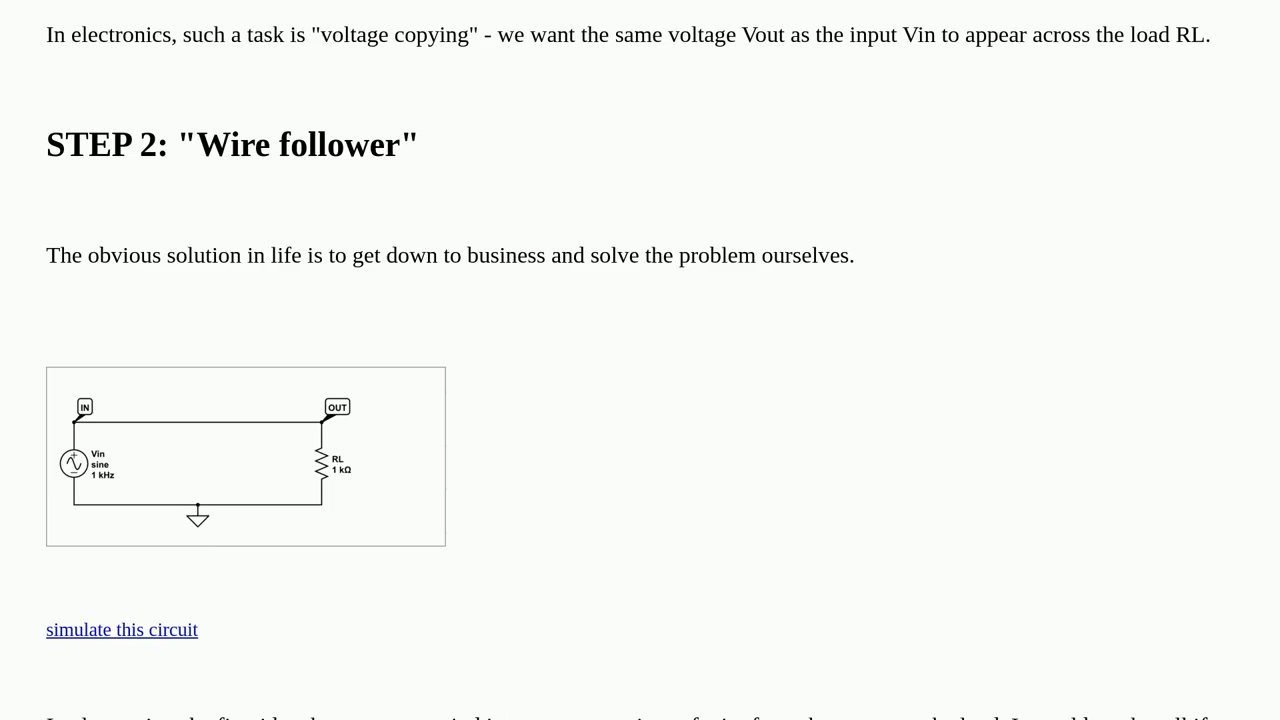 In electronics, such a task is "voltage copying" - we want the same voltage Vout as the input Vin to appear across the load RL.
STEP 2: "Wire follower"
The obvious solution in life is to get down to business and solve the problem ourselves.
IN
OUT
Vin
sine
1 kHz
RL
1 kΩ
simulate this circuit